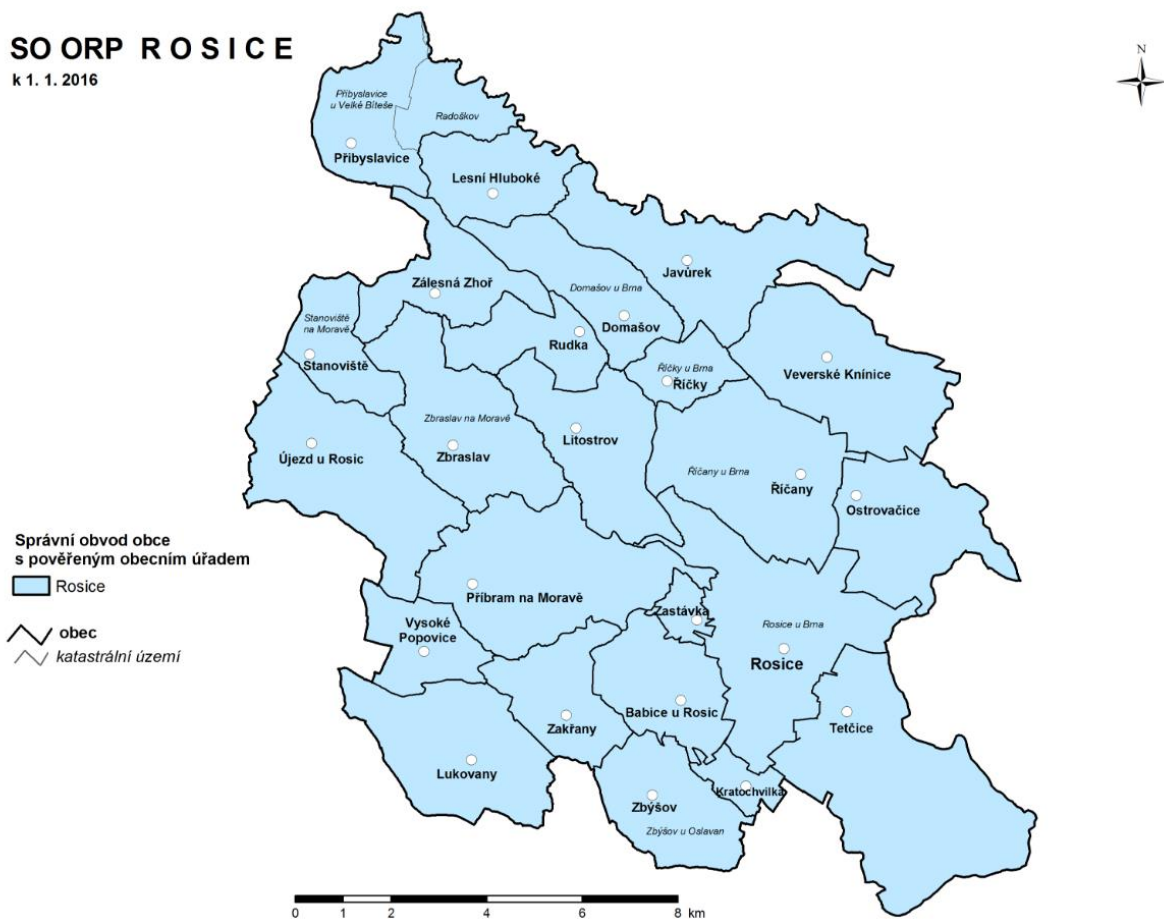 SO ORP ROSICE
k 1. 1. 2016
N
Přibyslavice
u Velké Bíteše
Radoškov
Přibyslavice
Lesní Hluboké
Javůrek
Zálesná Zhoř
Domašov u Brna
Stanoviště
na Moravě
Domašov
Rudka
Stanoviště
Říčky u Brna
Říčky
Veverské Knínice
Zbraslav na Moravě
Litostrov
Zbraslav
Újezd u Rosic
Říčany u Brna
Říčany
Ostrovačice
Správní obvod obce
s pověřeným obecním úřadem
Rosice
obec
katastrální území
Příbram na Moravě
Zastávka
Vysoké
Popovice
Rosice u Brna
Rosice
Babice u Rosic
Zakřany
Tetčice
Lukovany
Kratochvilka
Zbýšov
Zbýšov u Oslavan
0 1 2 4 6 8 km